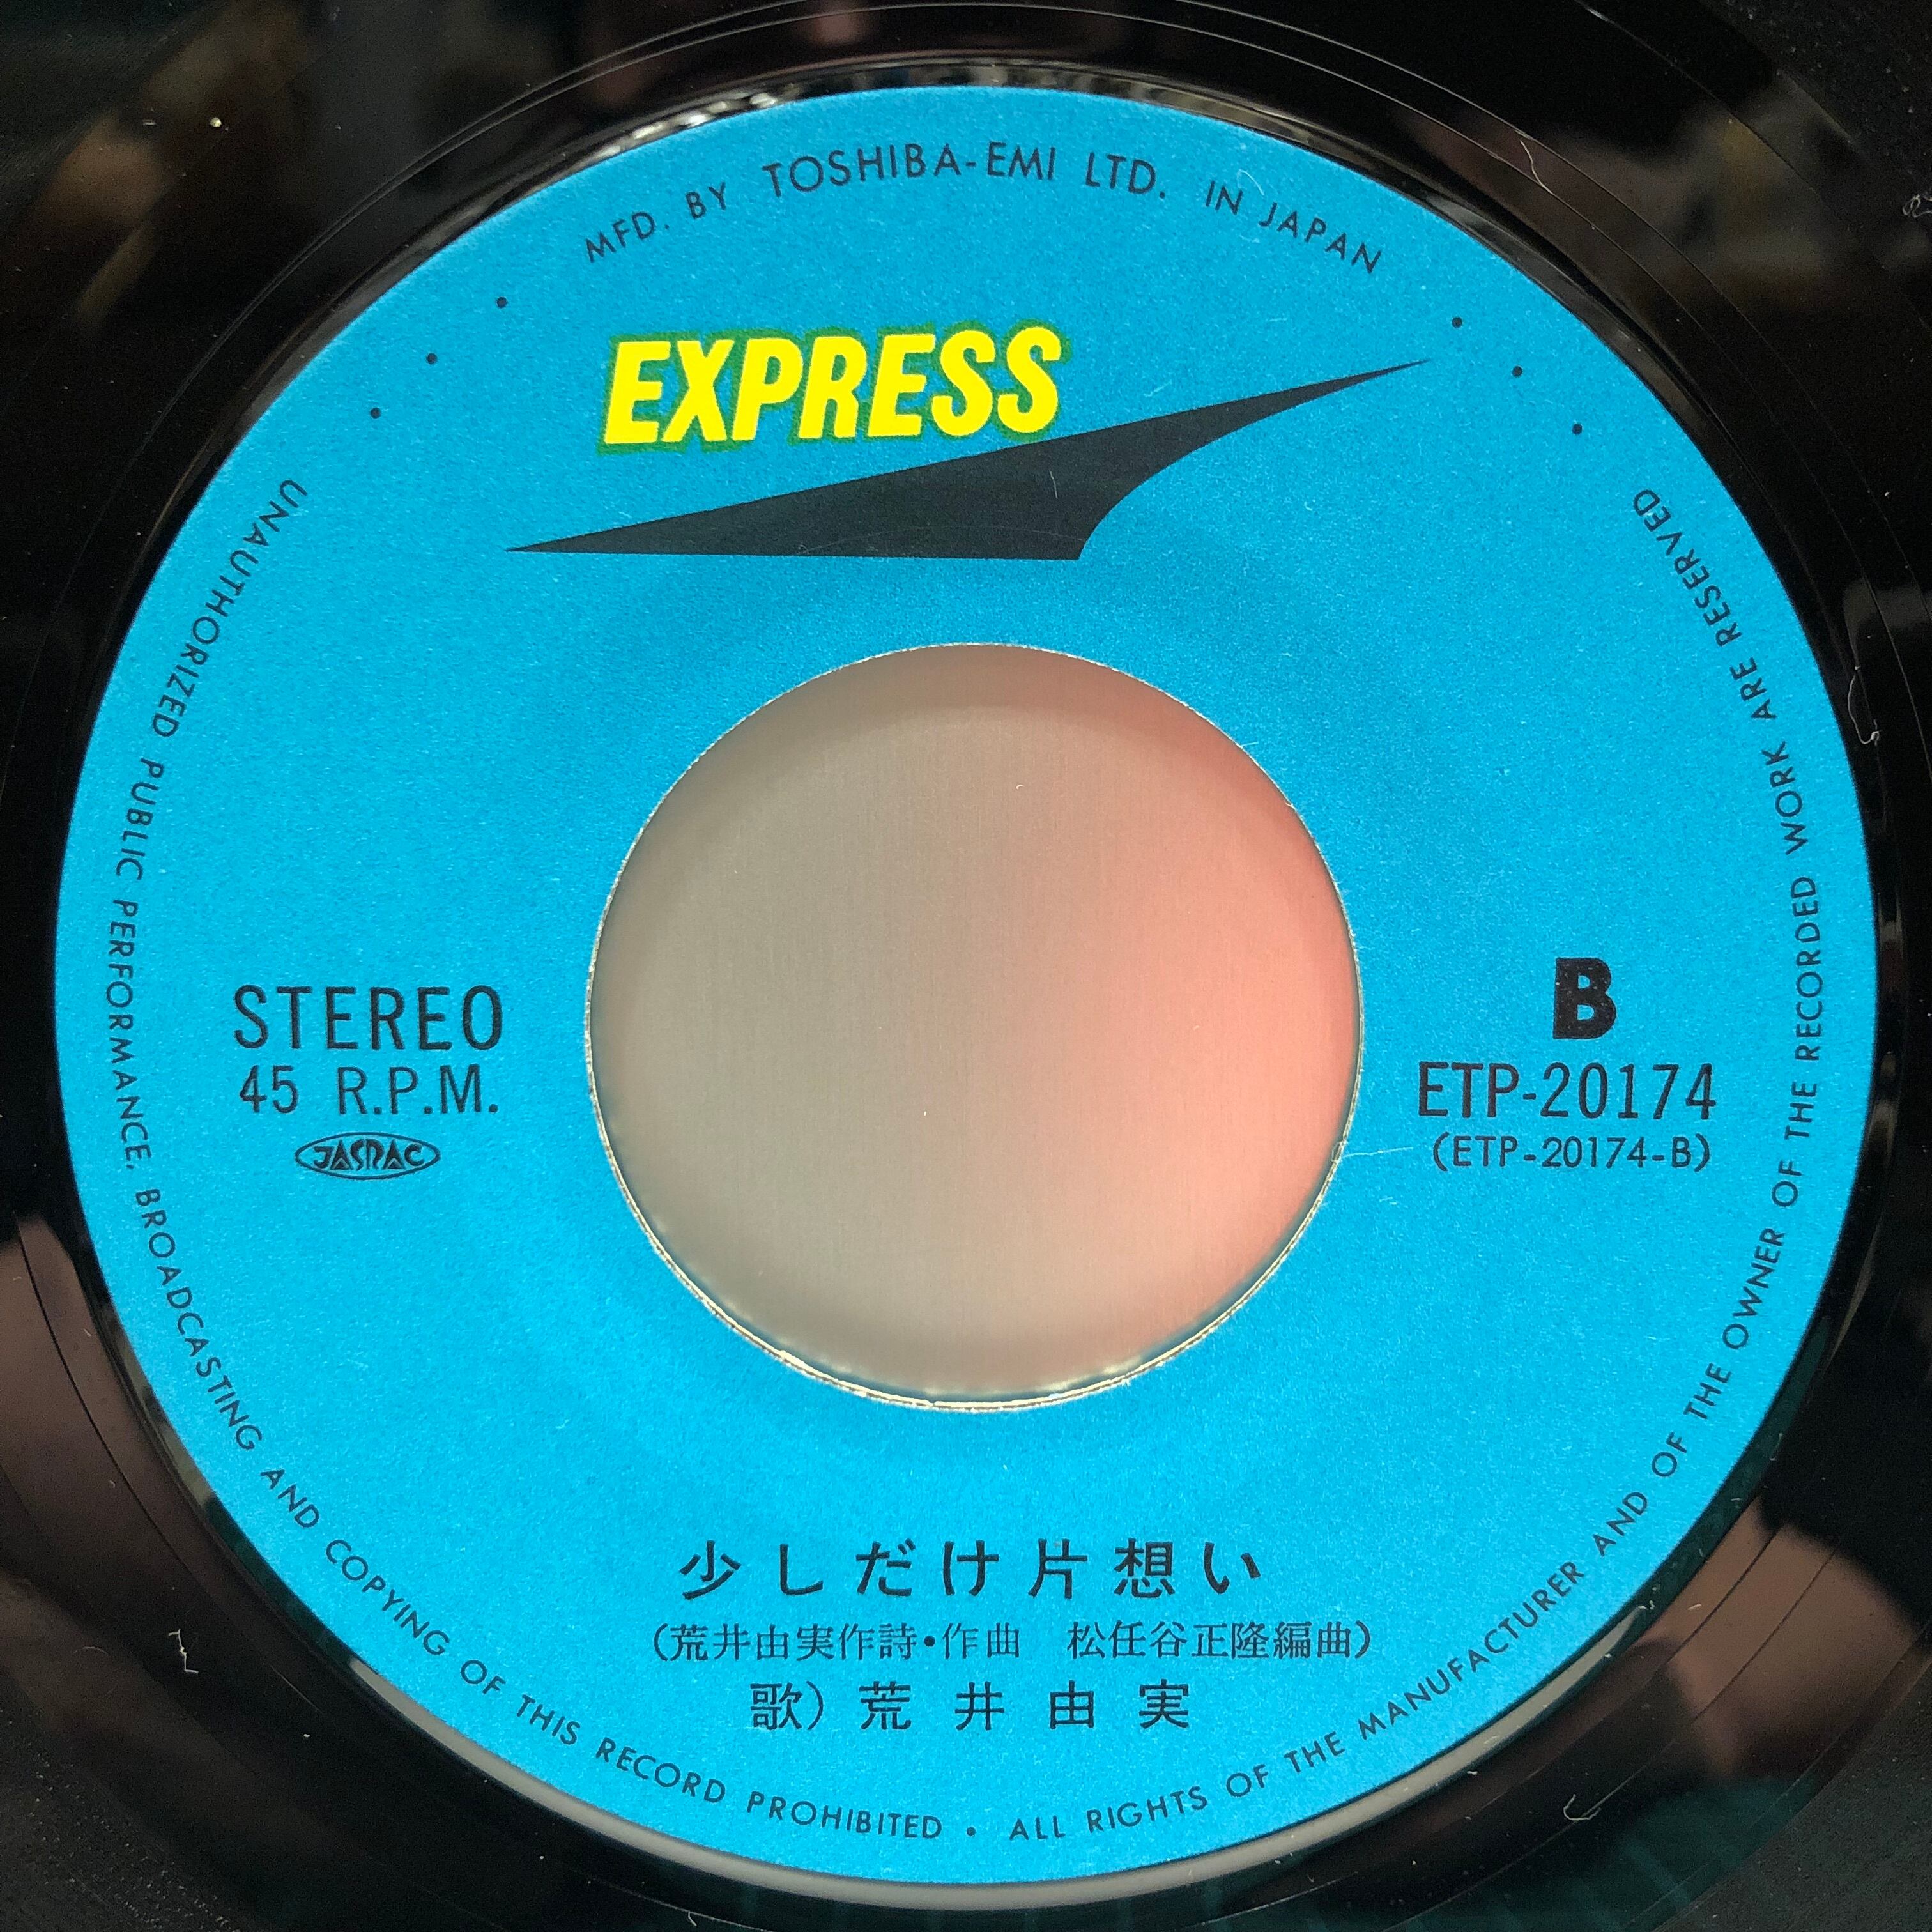 MFD. BY TOSHIBA-EMI LTD. IN JAPAN
EXPRESS
STEREO
45 R.P.M.
JASRAC
B
ETP-20174
(ETP-20174-B)
少しだけ片想い
(荒井由実作詩・作曲　松任谷正隆編曲)
歌) 荒井由実
UNAUTHORIZED PUBLIC PERFORMANCE, BROADCASTING AND COPYING OF THIS RECORD PROHIBITED • ALL RIGHTS OF THE MANUFACTURER AND OF THE OWNER OF THE RECORDED WORK ARE RESERVED